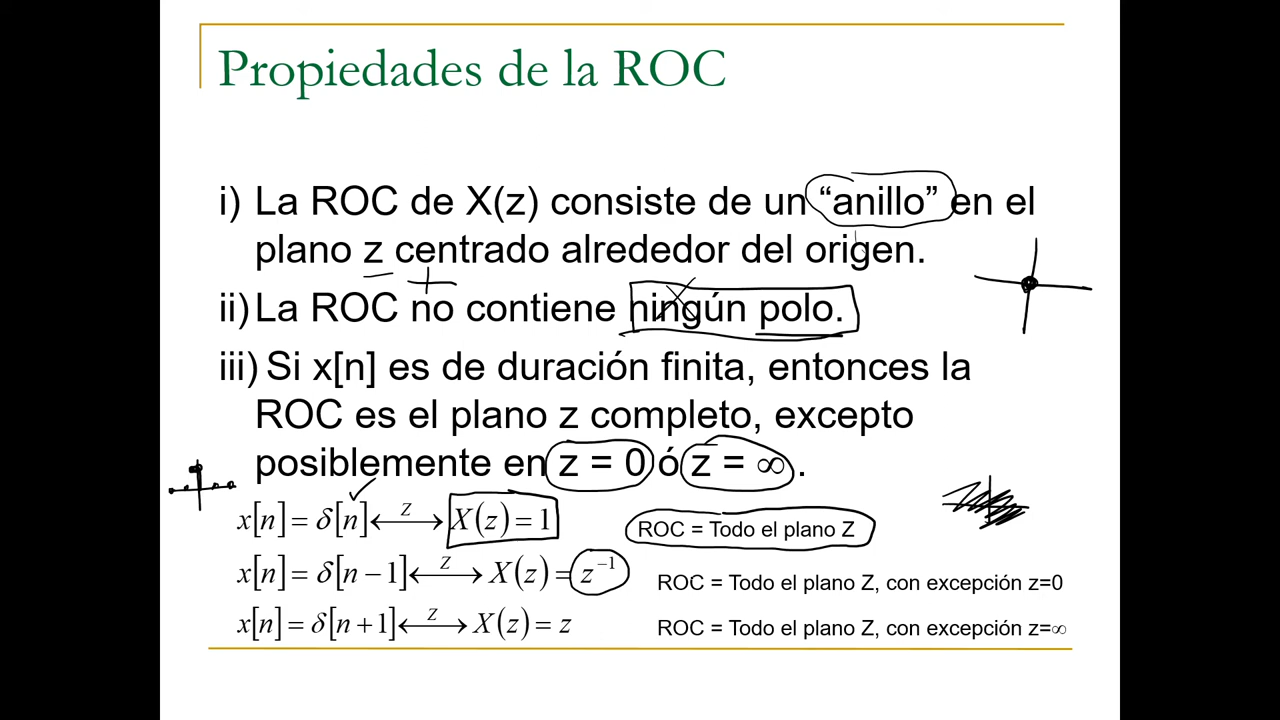 Propiedades de la ROC
i) La ROC de X(z) consiste de un “anillo” en el
plano z centrado alrededor del origen.
ii) La ROC no contiene ningún polo.
iii) Si x[n] es de duración finita, entonces la
ROC es el plano z completo, excepto
posiblemente en z = 0 ó z = ∞ .
x[n] = δ[n] ⟷ᶻ X(z) = 1 ROC = Todo el plano Z
x[n] = δ[n − 1] ⟷ᶻ X(z) = z⁻¹ ROC = Todo el plano Z, con excepción z=0
x[n] = δ[n + 1] ⟷ᶻ X(z) = z ROC = Todo el plano Z, con excepción z=∞